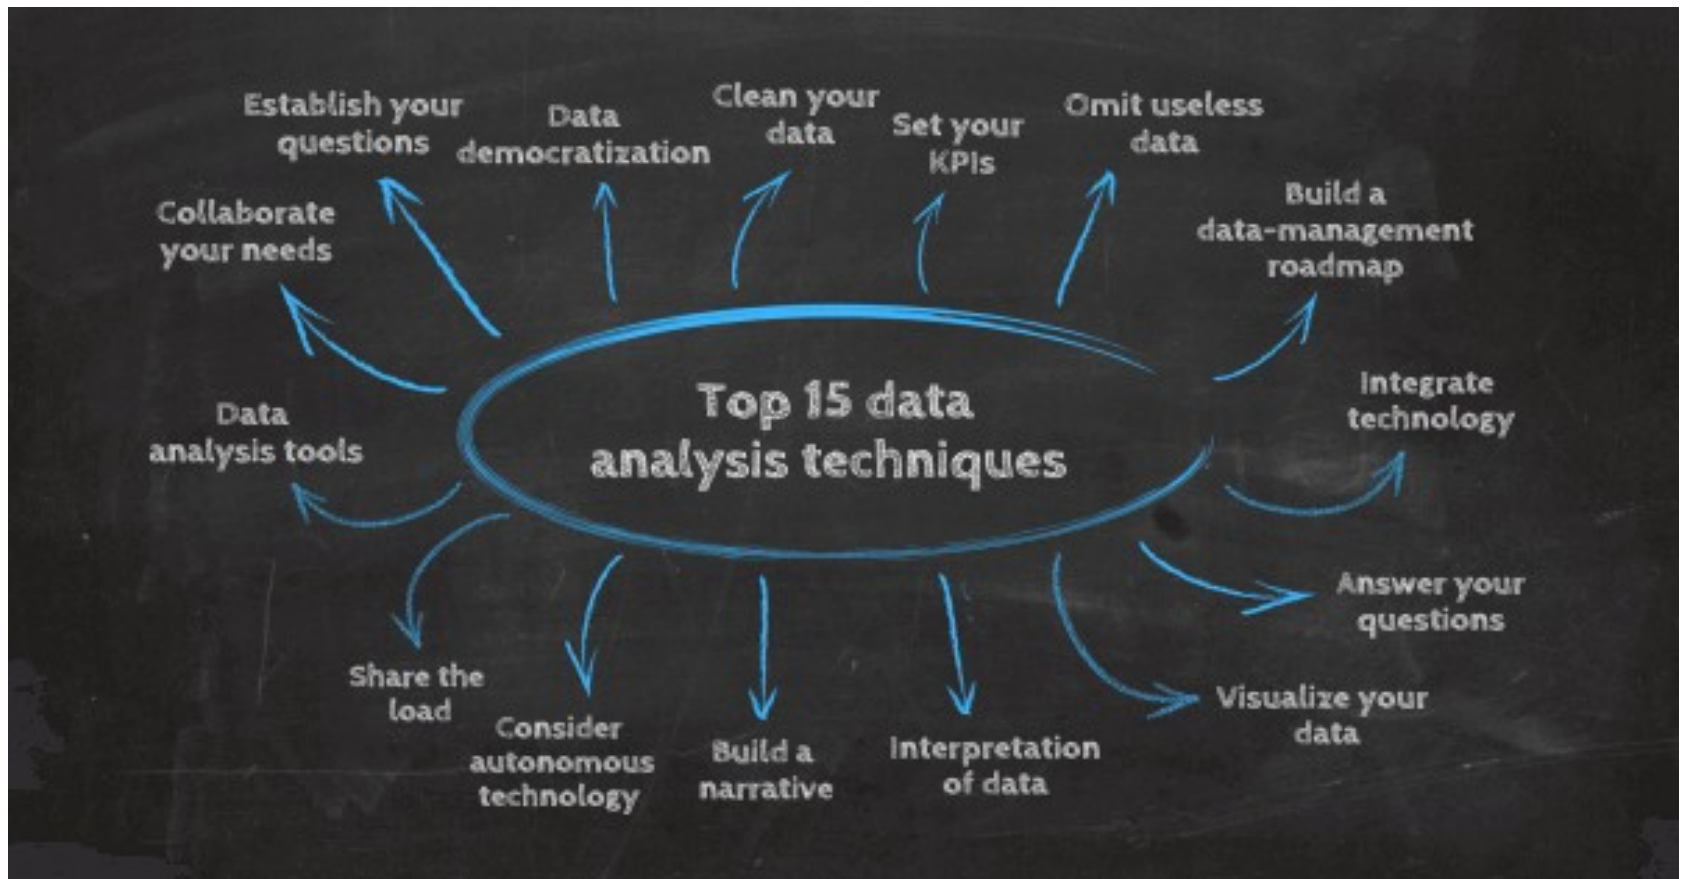 Establish your
questions
Data
democratization
Clean your
data
Set your
KPIs
Omit useless
data
Build a
data-management
roadmap
Collaborate
your needs
Integrate
technology
Data
analysis tools
Top 15 data
analysis techniques
Answer your
questions
Share the
load
Consider
autonomous
technology
Build a
narrative
Interpretation
of data
Visualize your
data